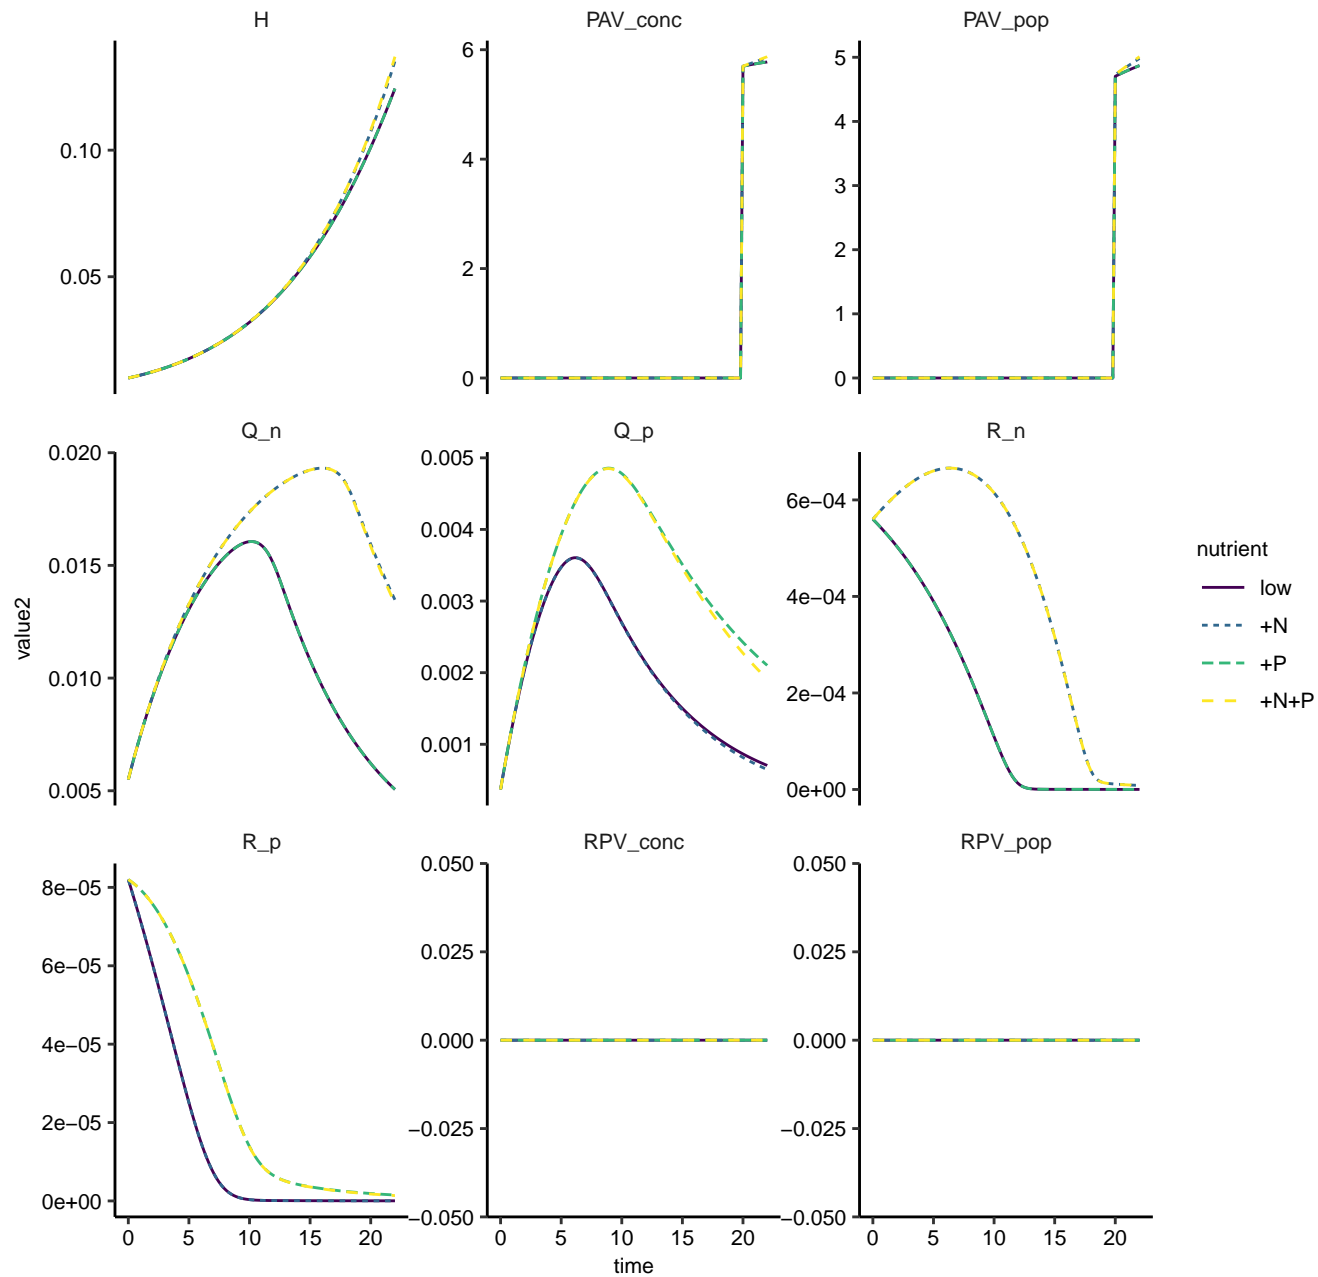 H
PAV_conc
PAV_pop
0.10
0.05
6
4
2
0
5
4
3
2
1
0
Q_n
Q_p
R_n
0.020
0.015
0.010
0.005
0.005
0.004
0.003
0.002
0.001
6e−04
4e−04
2e−04
0e+00
value2
nutrient
low
+N
+P
+N+P
R_p
RPV_conc
RPV_pop
8e−05
6e−05
4e−05
2e−05
0e+00
0.050
0.025
0.000
−0.025
−0.050
0.050
0.025
0.000
−0.025
−0.050
0 5 10 15 20
0 5 10 15 20
0 5 10 15 20
time